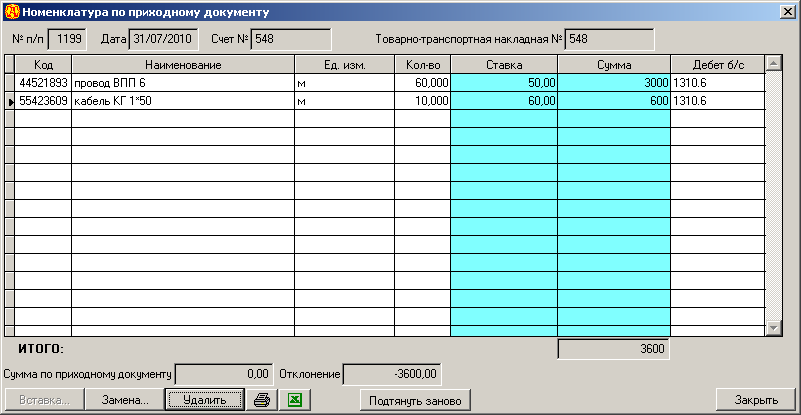 Номенклатура по приходному документу
№ п/п 1199 Дата 31/07/2010 Счет № 548 Товарно-транспортная накладная № 548
Код Наименование Ед. изм. Кол-во Ставка Сумма Дебет б/с
44521893 провод ВПП 6 м 60,000 50,00 3000 1310.6
55423609 кабель КГ 1*50 м 10,000 60,00 600 1310.6
ИТОГО: 3600
Сумма по приходному документу 0,00 Отклонение -3600,00
Вставка... Замена... Удалить Подтянуть заново Закрыть